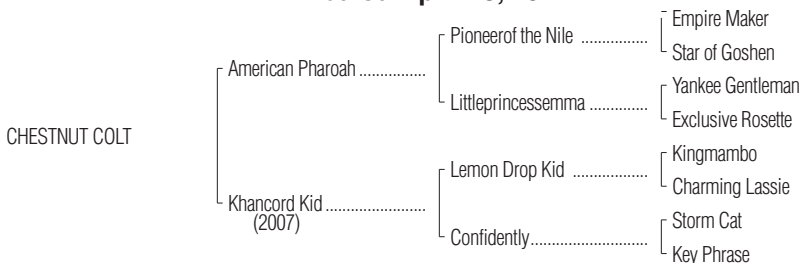 Empire Maker
Pioneerof the Nile ................
Star of Goshen
American Pharoah ................
Yankee Gentleman
Littleprincessemma ..............
Exclusive Rosette
CHESTNUT COLT
Kingmambo
Lemon Drop Kid ..................
Charming Lassie
Khancord Kid ........................
(2007)
Storm Cat
Confidently.............................
Key Phrase